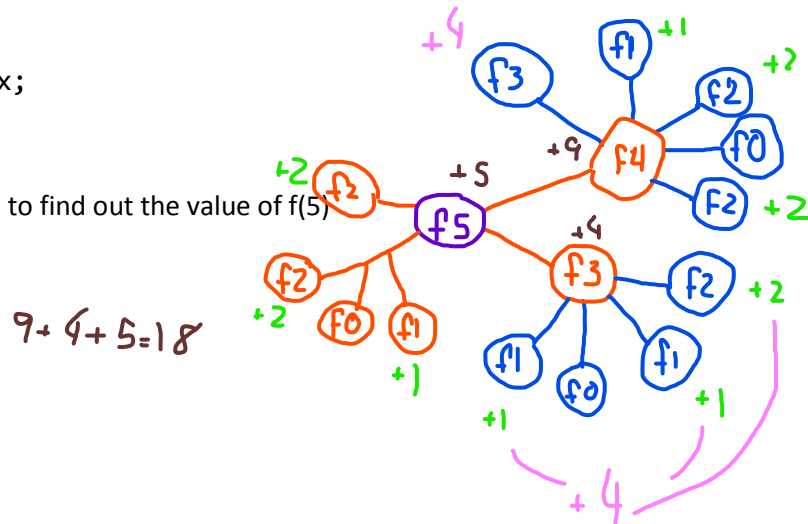 +4
f1
+1
f3
+2
x;
f2
+9
f4
f0
+2
f2
+5
f2
+2
to find out the value of f(5)
f5
+4
f3
f2
f2
+2
+2
f0
f1
9+4+5=18
f1
f1
f0
+1
+1
+1
+4